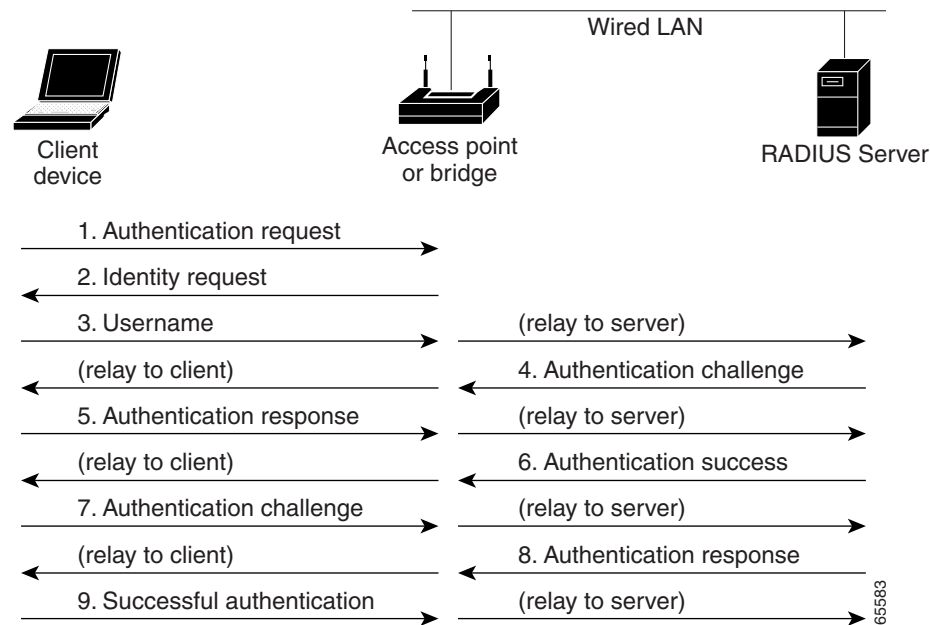 Wired LAN
Client
device
Access point
or bridge
RADIUS Server
1. Authentication request
2. Identity request
3. Username
(relay to server)
(relay to client)
4. Authentication challenge
5. Authentication response
(relay to server)
(relay to client)
6. Authentication success
7. Authentication challenge
(relay to server)
(relay to client)
8. Authentication response
9. Successful authentication
(relay to server)
65583